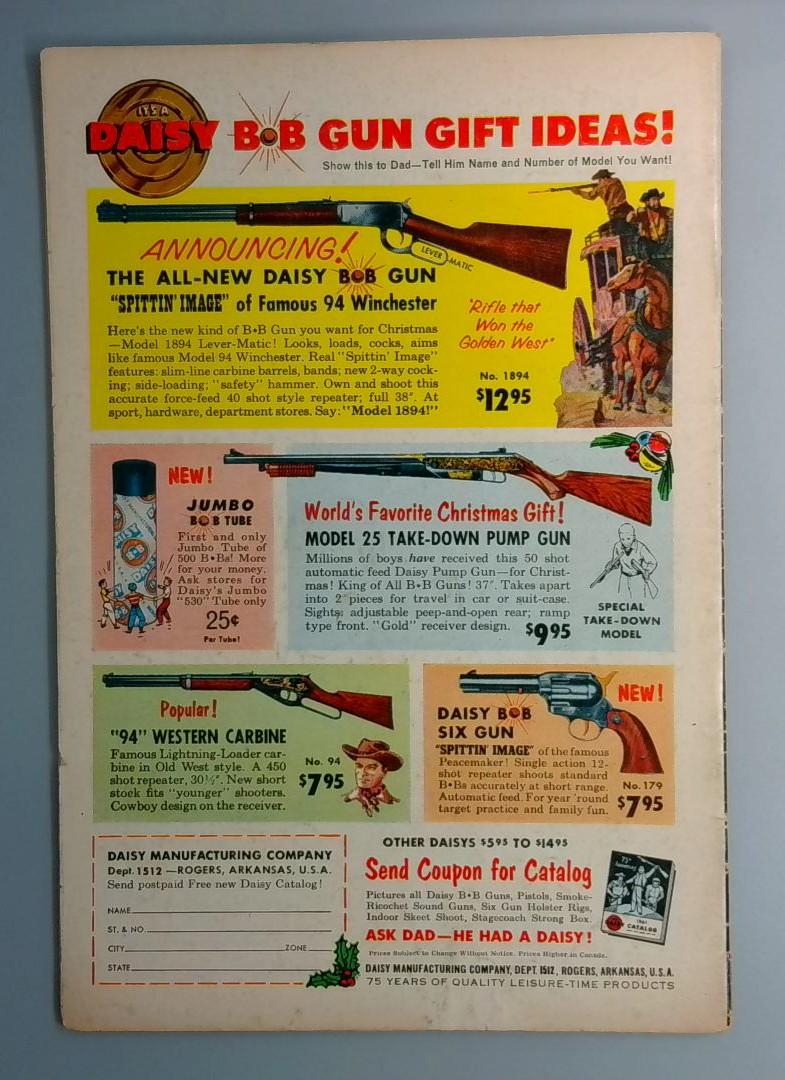 IT'S A
DAISY B•B GUN GIFT IDEAS!
Show this to Dad—Tell Him Name and Number of Model You Want!
LEVER-MATIC
ANNOUNCING!
THE ALL-NEW DAISY B•B GUN
"SPITTIN' IMAGE" of Famous 94 Winchester
Here's the new kind of B•B Gun you want for Christmas
—Model 1894 Lever-Matic! Looks, loads, cocks, aims
like famous Model 94 Winchester. Real "Spittin' Image"
features: slim-line carbine barrels, bands; new 2-way cock-
ing; side-loading; "safety" hammer. Own and shoot this
accurate force-feed 40 shot style repeater; full 38". At
sport, hardware, department stores. Say: "Model 1894!"
"Rifle that
Won the
Golden West"
No. 1894
$12.95
NEW!
JUMBO
B•B TUBE
First and only
Jumbo Tube of
500 B•Bs! More
for your money.
Ask stores for
Daisy's Jumbo
"530" Tube only
25¢
Per Tube!
World's Favorite Christmas Gift!
MODEL 25 TAKE-DOWN PUMP GUN
Millions of boys have received this 50 shot
automatic feed Daisy Pump Gun—for Christ-
mas! King of All B•B Guns! 37". Takes apart
into 2 pieces for travel in car or suit-case.
Sights: adjustable peep-and-open rear; ramp
type front. "Gold" receiver design. $9.95
SPECIAL
TAKE-DOWN
MODEL
Popular!
"94" WESTERN CARBINE
Famous Lightning-Loader car-
bine in Old West style. A 450
shot repeater, 30½". New short
stock fits "younger" shooters.
Cowboy design on the receiver.
No. 94
$7.95
NEW!
DAISY B•B
SIX GUN
"SPITTIN' IMAGE" of the famous
Peacemaker! Single action 12-
shot repeater shoots standard
B•Bs accurately at short range.
Automatic feed. For year 'round
target practice and family fun.
No. 179
$7.95
DAISY MANUFACTURING COMPANY
Dept. 1512—ROGERS, ARKANSAS, U.S.A.
Send postpaid Free new Daisy Catalog!
NAME
ST. & NO.
CITY ZONE
STATE
OTHER DAISYS $5.95 TO $14.95
Send Coupon for Catalog
Pictures all Daisy B•B Guns, Pistols, Smoke-
Ricochet Sound Guns, Six Gun Holster Rigs,
Indoor Skeet Shoot, Stagecoach Strong Box.
ASK DAD—HE HAD A DAISY!
Prices Subject to Change Without Notice. Prices Higher in Canada.
DAISY MANUFACTURING COMPANY, DEPT. 1512, ROGERS, ARKANSAS, U.S.A.
75 YEARS OF QUALITY LEISURE-TIME PRODUCTS
1961
DAISY CATALOG